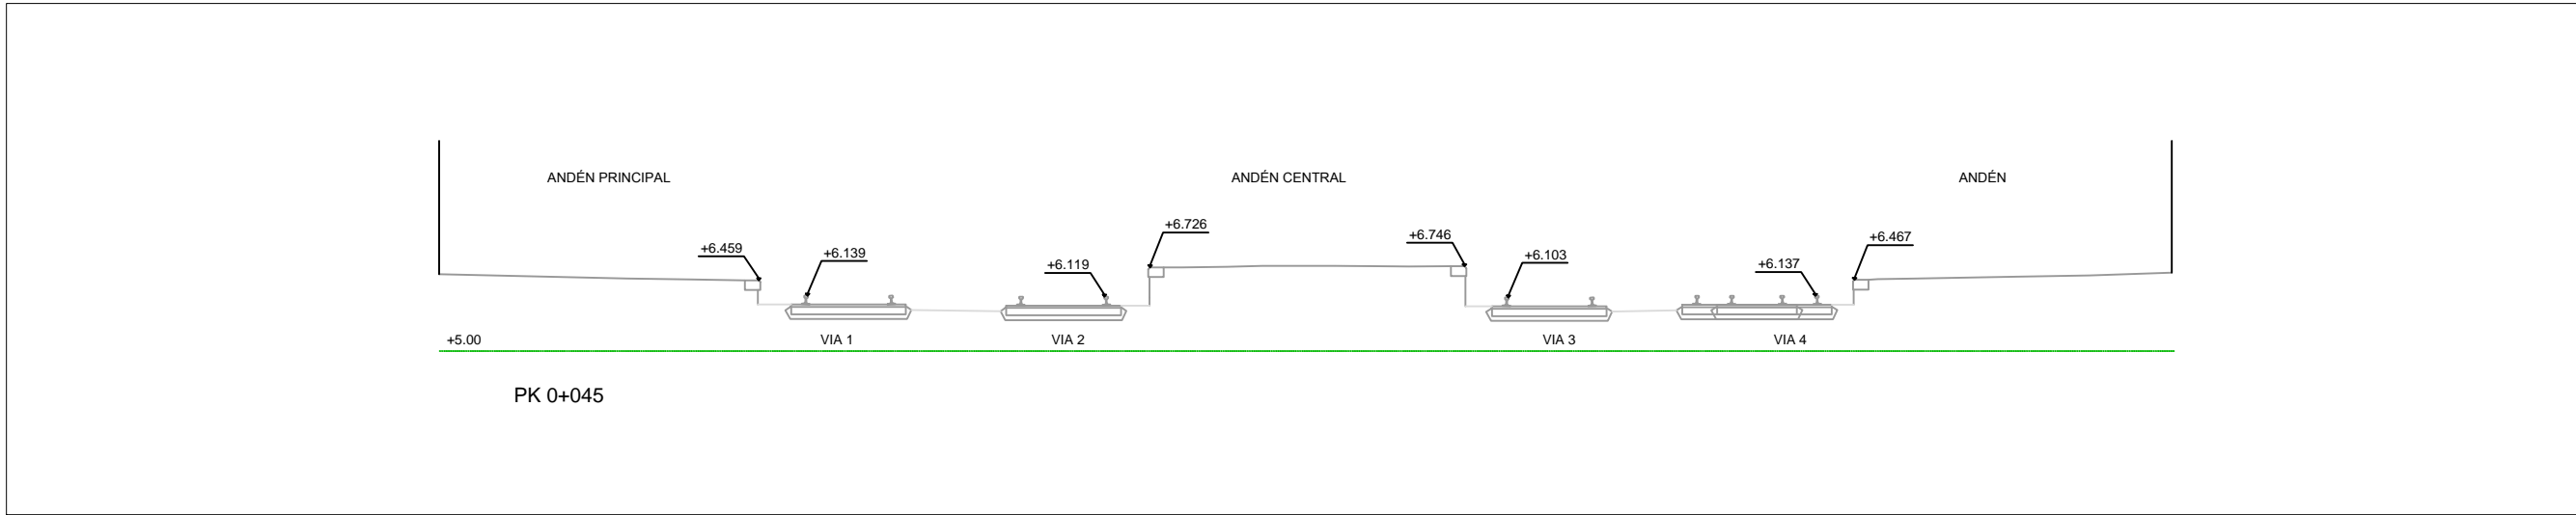 ANDÉN PRINCIPAL
ANDÉN CENTRAL
ANDÉN
+6.726
+6.746
+6.467
+6.459
+6.139
+6.119
+6.103
+6.137
+5.00
VIA 1
VIA 2
VIA 3
VIA 4
PK 0+045